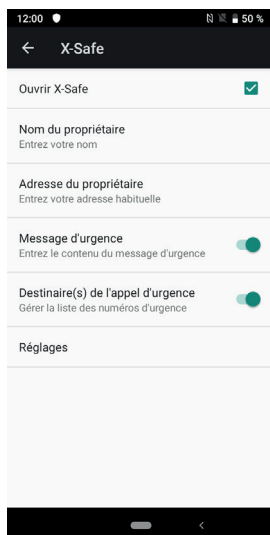 12:00 50 %
X-Safe
Ouvrir X-Safe
Nom du propriétaire
Entrez votre nom
Adresse du propriétaire
Entrez votre adresse habituelle
Message d'urgence
Entrez le contenu du message d'urgence
Destinaire(s) de l'appel d'urgence
Gérer la liste des numéros d'urgence
Réglages